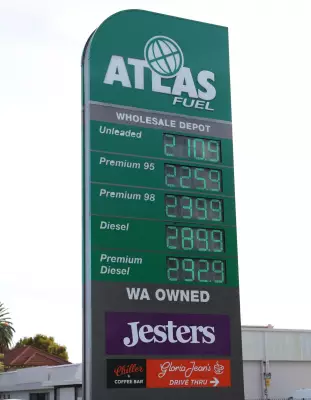 ATLAS
FUEL
WHOLESALE DEPOT
Unleaded
210.9
Premium 95
225.9
Premium 98
239.9
Diesel
289.9
Premium
Diesel
292.9
WA OWNED
Jesters
Chiller
& COFFEE BAR
Gloria Jean's
DRIVE THRU →